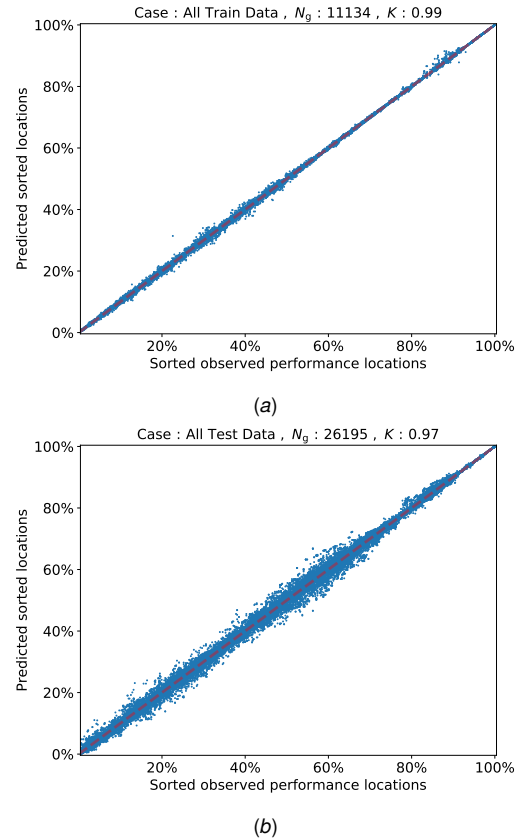 Case : All Train Data , Ng : 11134 , K : 0.99
100%
80%
60%
40%
20%
0%
Predicted sorted locations
20% 40% 60% 80% 100%
Sorted observed performance locations
(a)
Case : All Test Data , Ng : 26195 , K : 0.97
100%
80%
60%
40%
20%
0%
Predicted sorted locations
20% 40% 60% 80% 100%
Sorted observed performance locations
(b)